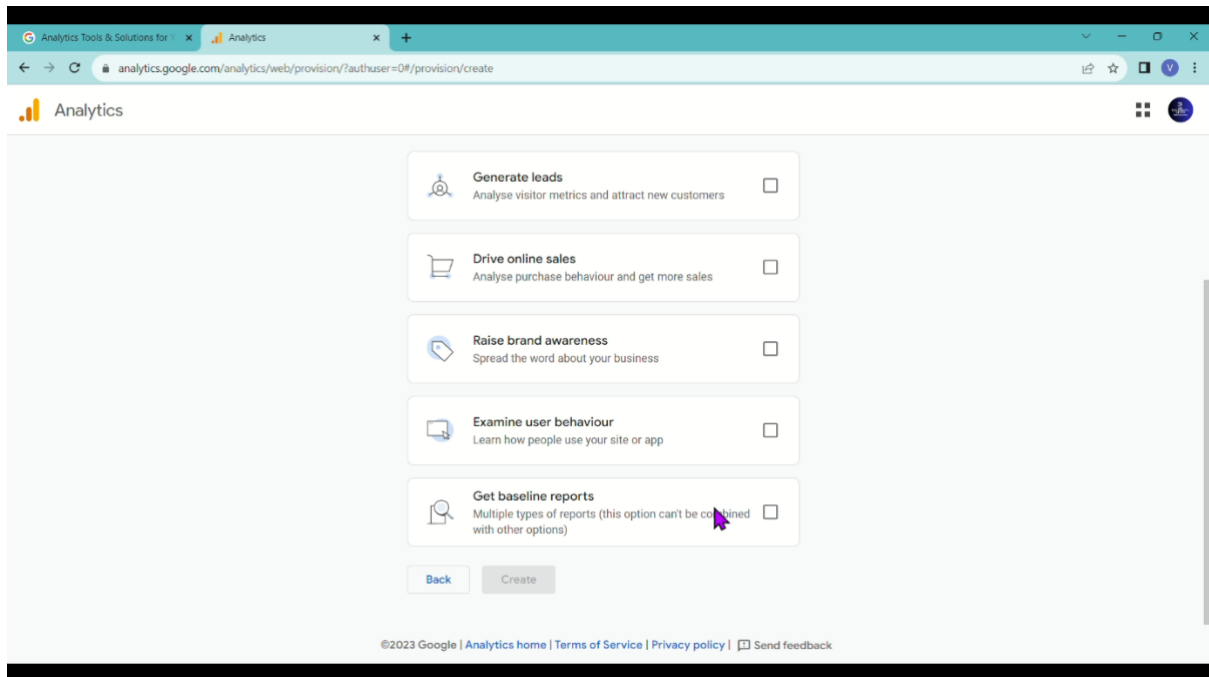 Analytics Tools & Solutions for
Analytics
analytics.google.com/analytics/web/provision/?authuser=0#/provision/create
V
Analytics
Generate leads
Analyse visitor metrics and attract new customers
Drive online sales
Analyse purchase behaviour and get more sales
Raise brand awareness
Spread the word about your business
Examine user behaviour
Learn how people use your site or app
Get baseline reports
Multiple types of reports (this option can't be combined
with other options)
Back
Create
©2023 Google | Analytics home | Terms of Service | Privacy policy | Send feedback